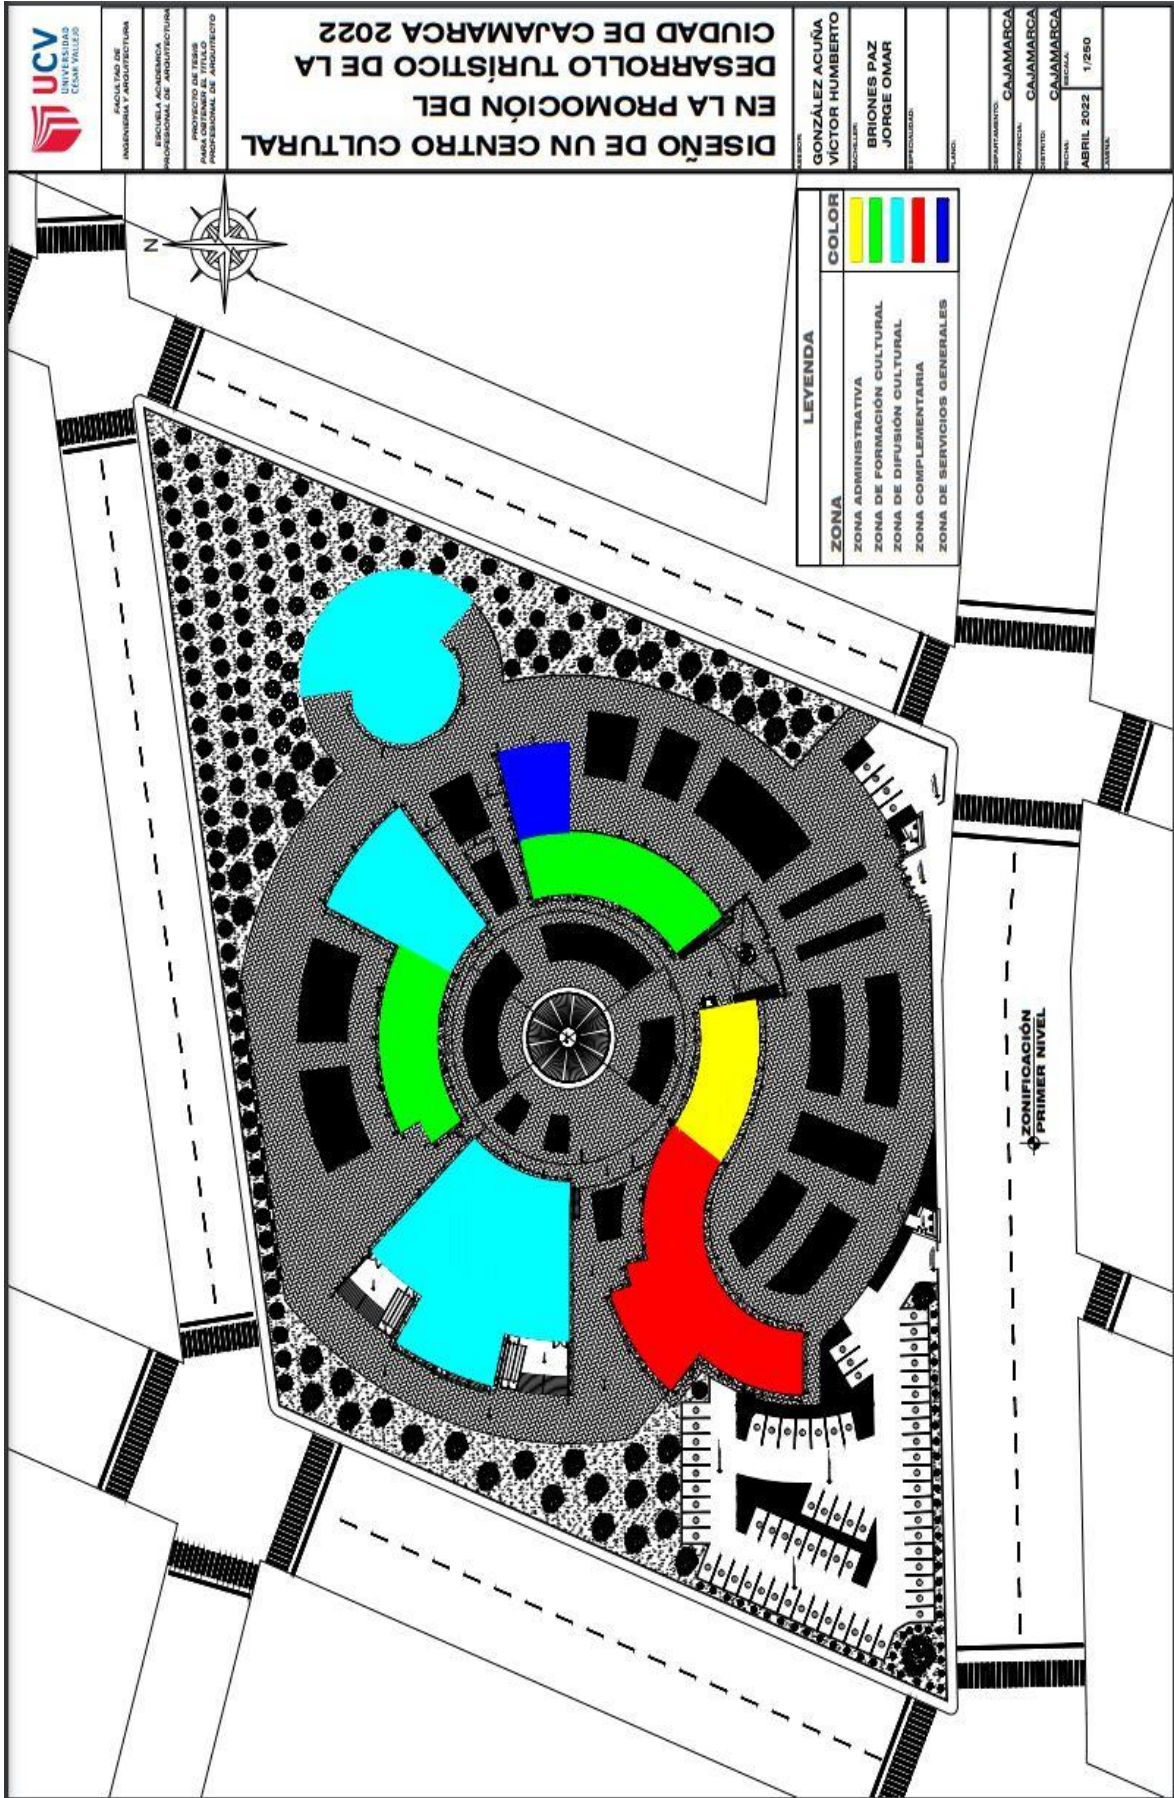 UCV
UNIVERSIDAD
CÉSAR VALLEJO
FACULTAD DE
INGENIERIA Y ARQUITECTURA
ESCUELA ACADEMICA
PROFESIONAL DE ARQUITECTURA
PROYECTO DE TESIS
PARA OBTENER EL TITULO
PROFESIONAL DE ARQUITECTO
DISEÑO DE UN CENTRO CULTURAL
EN LA PROMOCIÓN DEL
DESARROLLO TURÍSTICO DE LA
CIUDAD DE CAJAMARCA 2022
ASESOR:
GONZÁLEZ ACUÑA
VÍCTOR HUMBERTO
BACHILLER:
BRIONES PAZ
JORGE OMAR
ESPECIALIDAD:
PLANO:
DEPARTAMENTO:
CAJAMARCA
PROVINCIA:
CAJAMARCA
DISTRITO:
CAJAMARCA
FECHA:
ABRIL 2022
ESCALA:
1/250
LAMINA:
N
LEYENDA
ZONA COLOR
ZONA ADMINISTRATIVA
ZONA DE FORMACIÓN CULTURAL
ZONA DE DIFUSIÓN CULTURAL
ZONA COMPLEMENTARIA
ZONA DE SERVICIOS GENERALES
ZONIFICACIÓN
PRIMER NIVEL